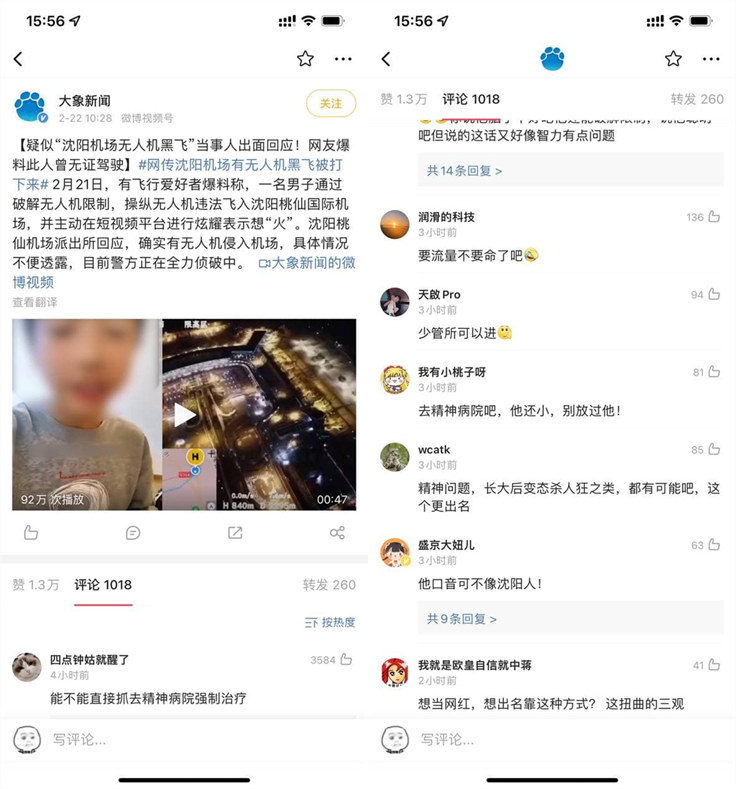 15:56
大象新闻
关注
2-22 10:28 微博视频号
【疑似“沈阳机场无人机黑飞”当事人出面回应！网友爆
料此人曾无证驾驶】#网传沈阳机场有无人机黑飞被打
下来# 2月21日，有飞行爱好者爆料称，一名男子通过
破解无人机限制，操纵无人机违法飞入沈阳桃仙国际机
场，并主动在短视频平台进行炫耀表示想“火”。沈阳桃
仙机场派出所回应，确实有无人机侵入机场，具体情况
不便透露，目前警方正在全力侦破中。 大象新闻的微
博视频
查看翻译
限高区
H
0.0m/s
H 840m
92万 次播放
00:47
赞 1.3万 评论 1018 转发 260
按热度
四点钟姑就醒了
3584
4小时前
能不能直接抓去精神病院强制治疗
写评论...
15:56
赞 1.3万 评论 1018 转发 260
吧但说的这话又好像智力有点问题
共14条回复 >
润滑的科技
136
3小时前
要流量不要命了吧
天啟 Pro
94
3小时前
少管所可以进
我有小桃子呀
81
3小时前
去精神病院吧，他还小，别放过他！
wcatk
85
3小时前
精神问题，长大后变态杀人狂之类，都有可能吧，这
个更出名
盛京大妞儿
63
3小时前
他口音可不像沈阳人！
共9条回复 >
我就是欧皇自信就中蒋
41
2小时前
想当网红，想出名靠这种方式？ 这扭曲的三观
写评论...